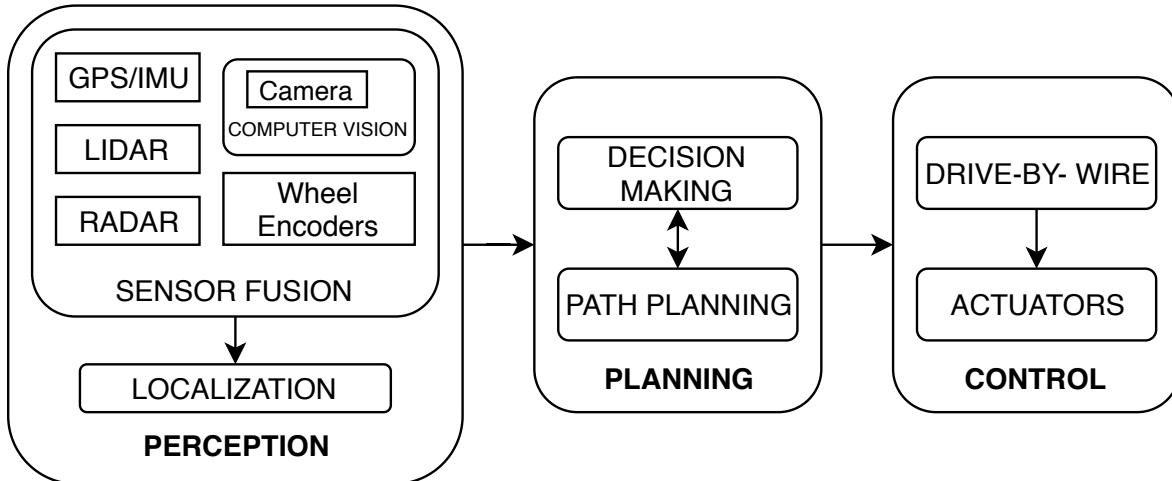 GPS/IMU
LIDAR
RADAR
Camera
COMPUTER VISION
Wheel
Encoders
SENSOR FUSION
LOCALIZATION
PERCEPTION
DECISION
MAKING
PATH PLANNING
PLANNING
DRIVE-BY- WIRE
ACTUATORS
CONTROL